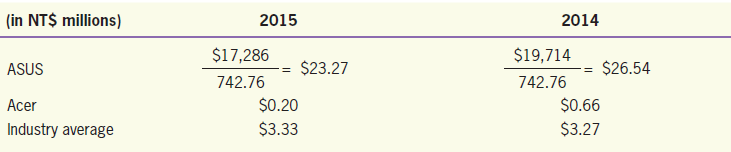 (in NT$ millions) 2015 2014
ASUS $17,286 / 742.76 = $23.27 $19,714 / 742.76 = $26.54
Acer $0.20 $0.66
Industry average $3.33 $3.27